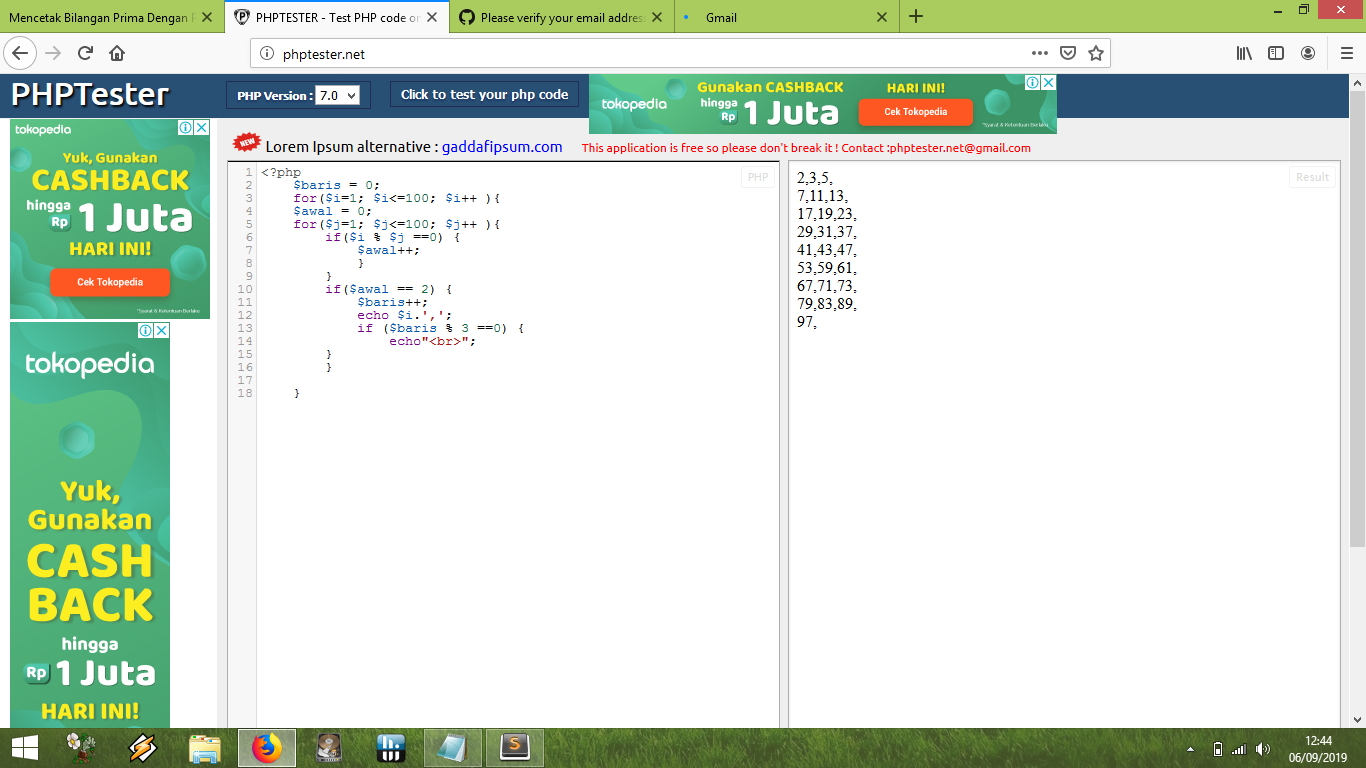 Mencetak Bilangan Prima Dengan
PHPTESTER - Test PHP code or
Please verify your email addres
Gmail
phptester.net
PHPTester
PHP Version : 7.0
Click to test your php code
tokopedia
Gunakan CASHBACK
hingga
Rp 1 Juta
HARI INI!
Cek Tokopedia
*Syarat & Ketentuan Berlaku
tokopedia
Yuk, Gunakan
CASHBACK
hingga
Rp 1 Juta
HARI INI!
Cek Tokopedia
*Syarat & Ketentuan Berlaku
NEW
Lorem Ipsum alternative : gaddafipsum.com
This application is free so please don't break it ! Contact :phptester.net@gmail.com
PHP
1 <?php
2 $baris = 0;
3 for($i=1; $i<=100; $i++ ){
4 $awal = 0;
5 for($j=1; $j<=100; $j++ ){
6 if($i % $j ==0) {
7 $awal++;
8 }
9 }
10 if($awal == 2) {
11 $baris++;
12 echo $i.',';
13 if ($baris % 3 ==0) {
14 echo"<br>";
15 }
16 }
17
18 }
Result
2,3,5,
7,11,13,
17,19,23,
29,31,37,
41,43,47,
53,59,61,
67,71,73,
79,83,89,
97,
tokopedia
Yuk,
Gunakan
CASH
BACK
hingga
Rp 1 Juta
HARI INI!
12:44
06/09/2019